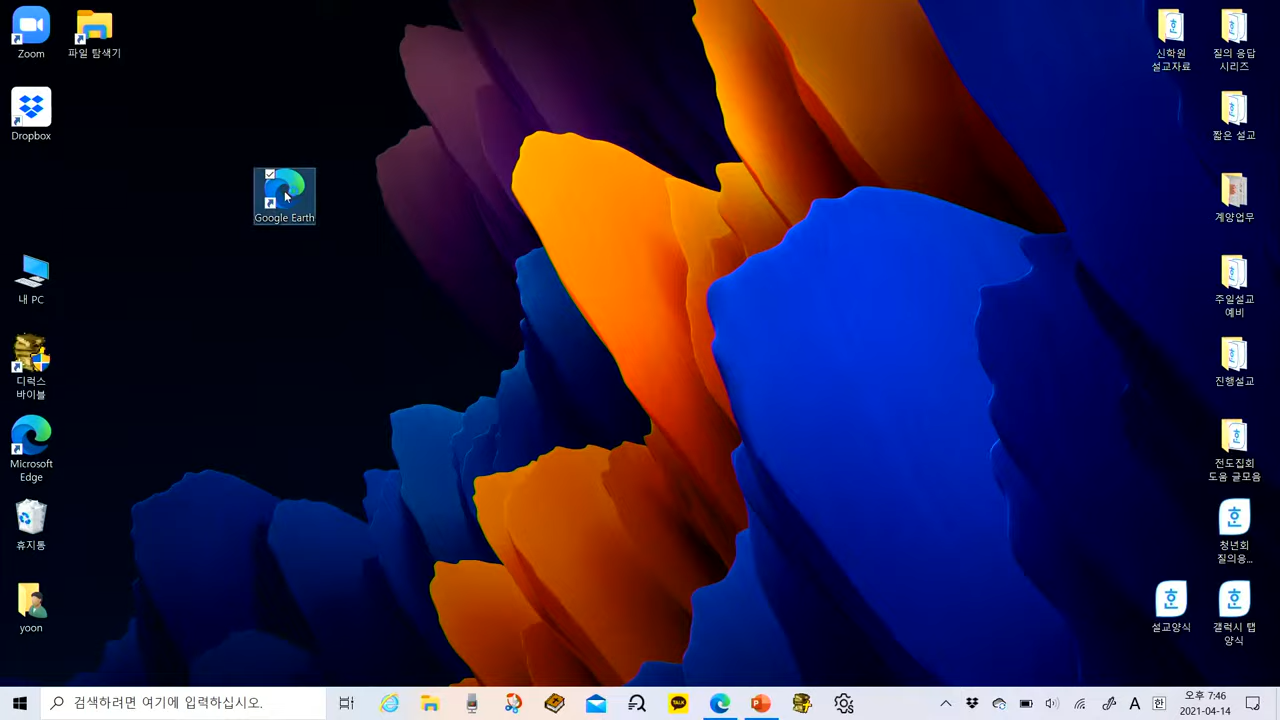 Zoom
파일 탐색기
Dropbox
Google Earth
내 PC
디럭스
바이블
Microsoft
Edge
휴지통
yoon
신학원
설교자료
질의 응답
시리즈
짧은 설교
계양업무
주일설교
예비
진행설교
전도집회
도움 글모음
청년회
질의응...
설교양식
갤럭시 탭
양식
검색하려면 여기에 입력하십시오.
TALK
A
한
오후 7:46
2021-04-14